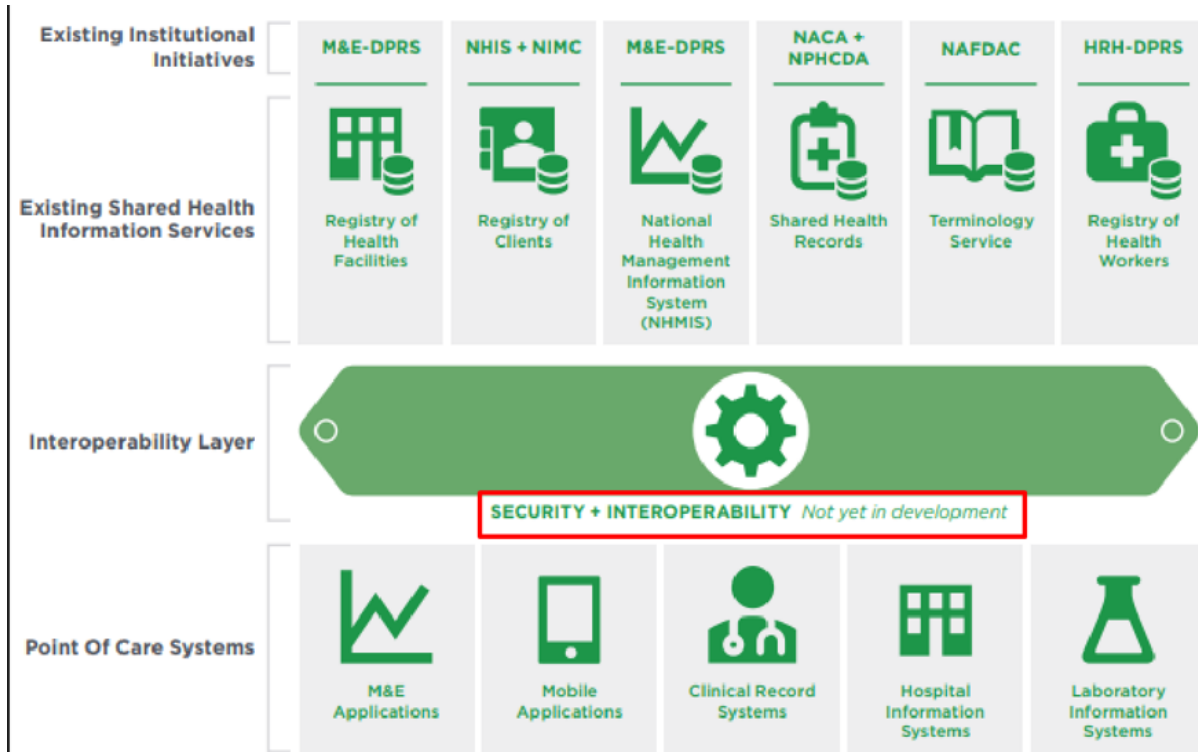 Existing Institutional
Initiatives
M&E-DPRS
NHIS + NIMC
M&E-DPRS
NACA +
NPHCDA
NAFDAC
HRH-DPRS
Existing Shared Health
Information Services
Registry of
Health
Facilities
Registry of
Clients
National
Health
Management
Information
System
(NHMIS)
Shared Health
Records
Terminology
Service
Registry of
Health
Workers
Interoperability Layer
SECURITY + INTEROPERABILITY Not yet in development
Point Of Care Systems
M&E
Applications
Mobile
Applications
Clinical Record
Systems
Hospital
Information
Systems
Laboratory
Information
Systems